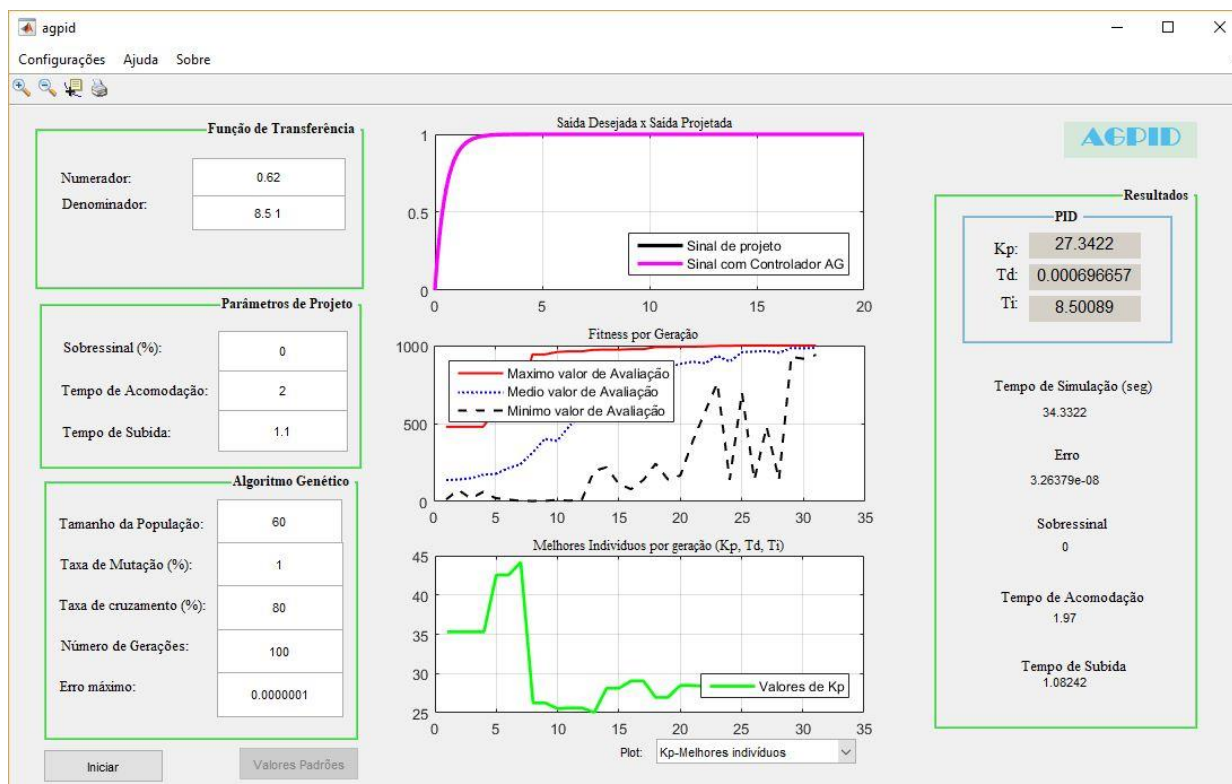 agpid
Configurações Ajuda Sobre
Função de Transferência
Numerador: 0.62
Denominador: 8.5 1
Parâmetros de Projeto
Sobressinal (%): 0
Tempo de Acomodação: 2
Tempo de Subida: 1.1
Algoritmo Genético
Tamanho da População: 60
Taxa de Mutação (%): 1
Taxa de cruzamento (%): 80
Número de Gerações: 100
Erro máximo: 0.0000001
Iniciar Valores Padrões
Saída Desejada x Saída Projetada
1
0.5
0
0 5 10 15 20
Sinal de projeto
Sinal com Controlador AG
Fitness por Geração
1000
500
0
0 5 10 15 20 25 30 35
Maximo valor de Avaliação
Medio valor de Avaliação
Minimo valor de Avaliação
Melhores Individuos por geração (Kp, Td, Ti)
45
40
35
30
25
0 5 10 15 20 25 30 35
Valores de Kp
Plot: Kp-Melhores indivíduos
AGPID
Resultados
PID
Kp: 27.3422
Td: 0.000696657
Ti: 8.50089
Tempo de Simulação (seg)
34.3322
Erro
3.26379e-08
Sobressinal
0
Tempo de Acomodação
1.97
Tempo de Subida
1.08242